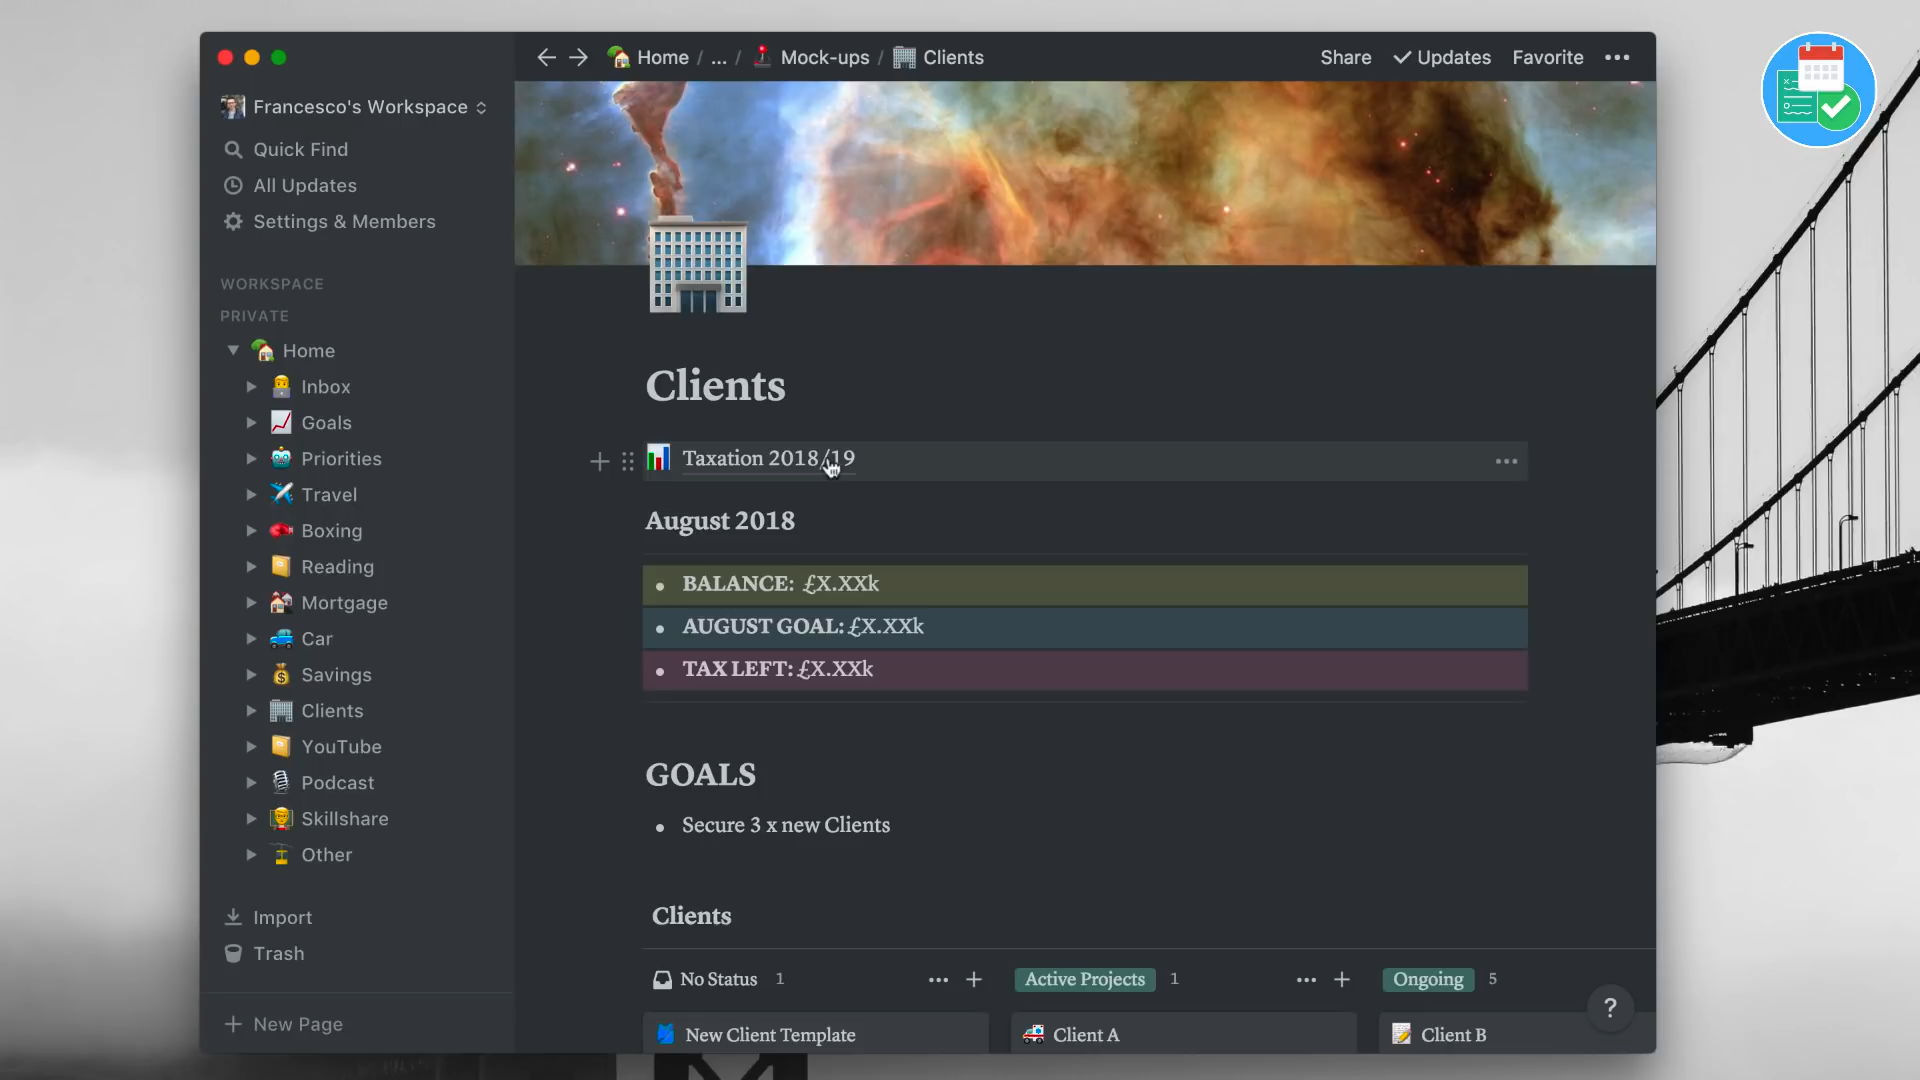 Home / ... / Mock-ups / Clients
Share Updates Favorite
Francesco's Workspace
Quick Find
All Updates
Settings & Members
WORKSPACE
PRIVATE
Home
Inbox
Goals
Priorities
Travel
Boxing
Reading
Mortgage
Car
Savings
Clients
YouTube
Podcast
Skillshare
Other
Import
Trash
New Page
Clients
Taxation 2018/19
August 2018
BALANCE: £X.XXk
AUGUST GOAL: £X.XXk
TAX LEFT: £X.XXk
GOALS
Secure 3 x new Clients
Clients
No Status 1
Active Projects 1
Ongoing 5
New Client Template
Client A
Client B
?